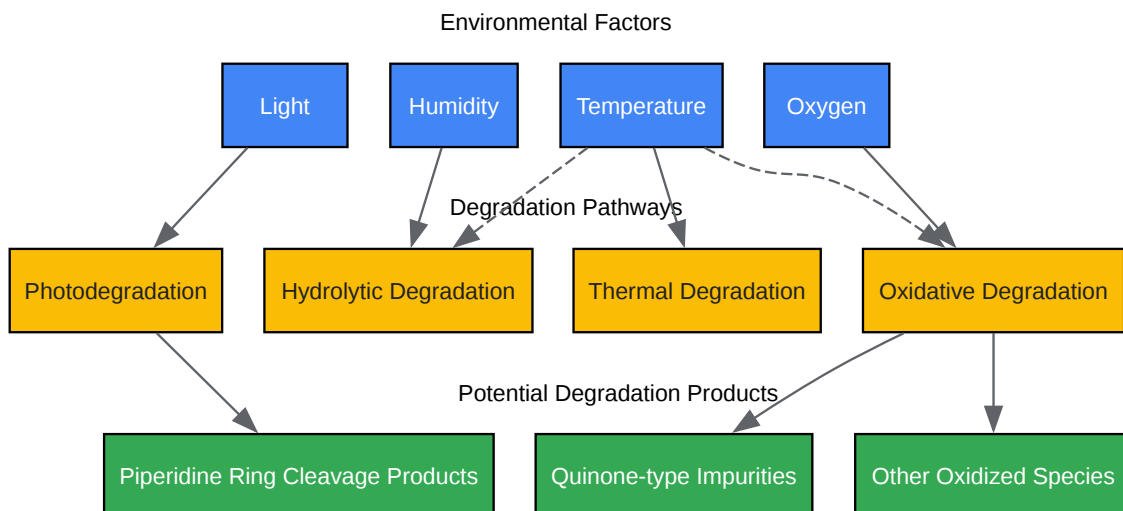 Environmental Factors
Light
Humidity
Temperature
Oxygen
Degradation Pathways
Photodegradation
Hydrolytic Degradation
Thermal Degradation
Oxidative Degradation
Potential Degradation Products
Piperidine Ring Cleavage Products
Quinone-type Impurities
Other Oxidized Species